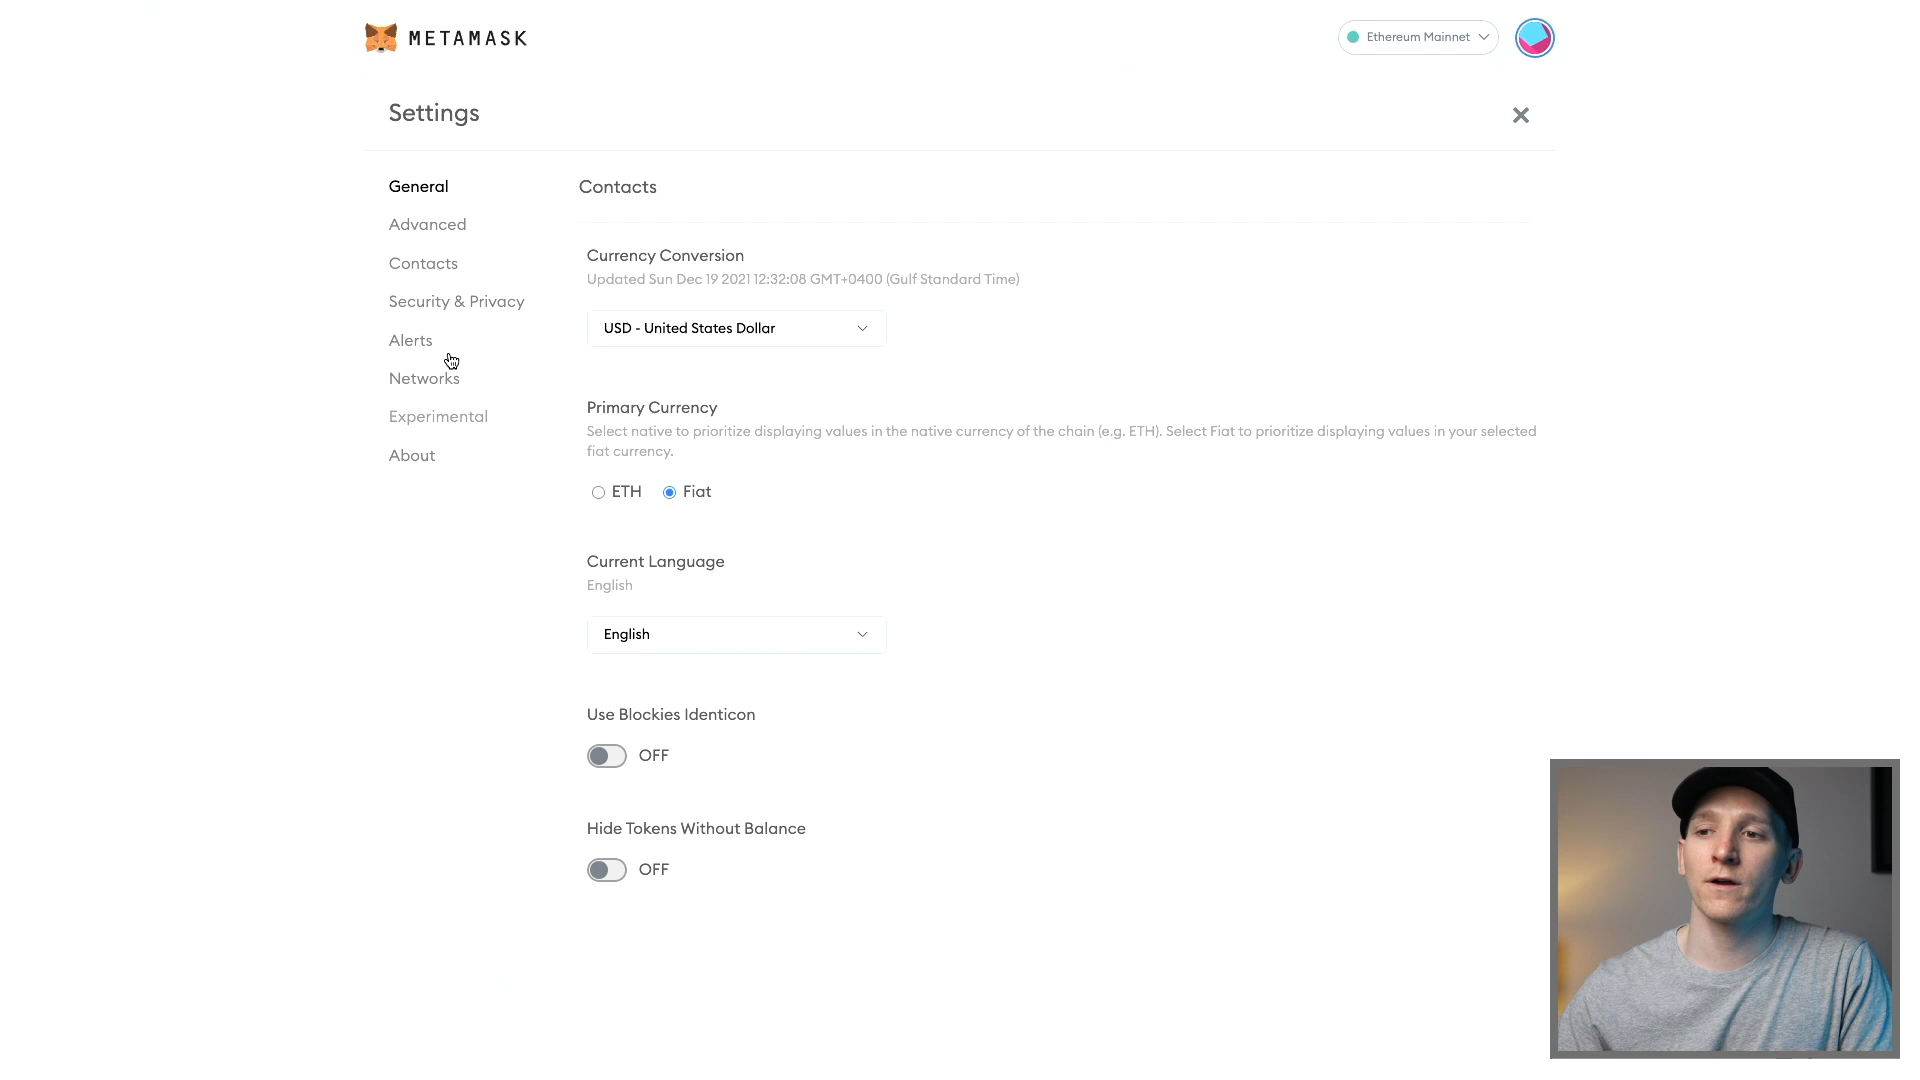 METAMASK
Ethereum Mainnet
Settings
General
Advanced
Contacts
Security & Privacy
Alerts
Networks
Experimental
About
Contacts
Currency Conversion
Updated Sun Dec 19 2021 12:32:08 GMT+0400 (Gulf Standard Time)
USD - United States Dollar
Primary Currency
Select native to prioritize displaying values in the native currency of the chain (e.g. ETH). Select Fiat to prioritize displaying values in your selected
fiat currency.
ETH Fiat
Current Language
English
English
Use Blockies Identicon
OFF
Hide Tokens Without Balance
OFF